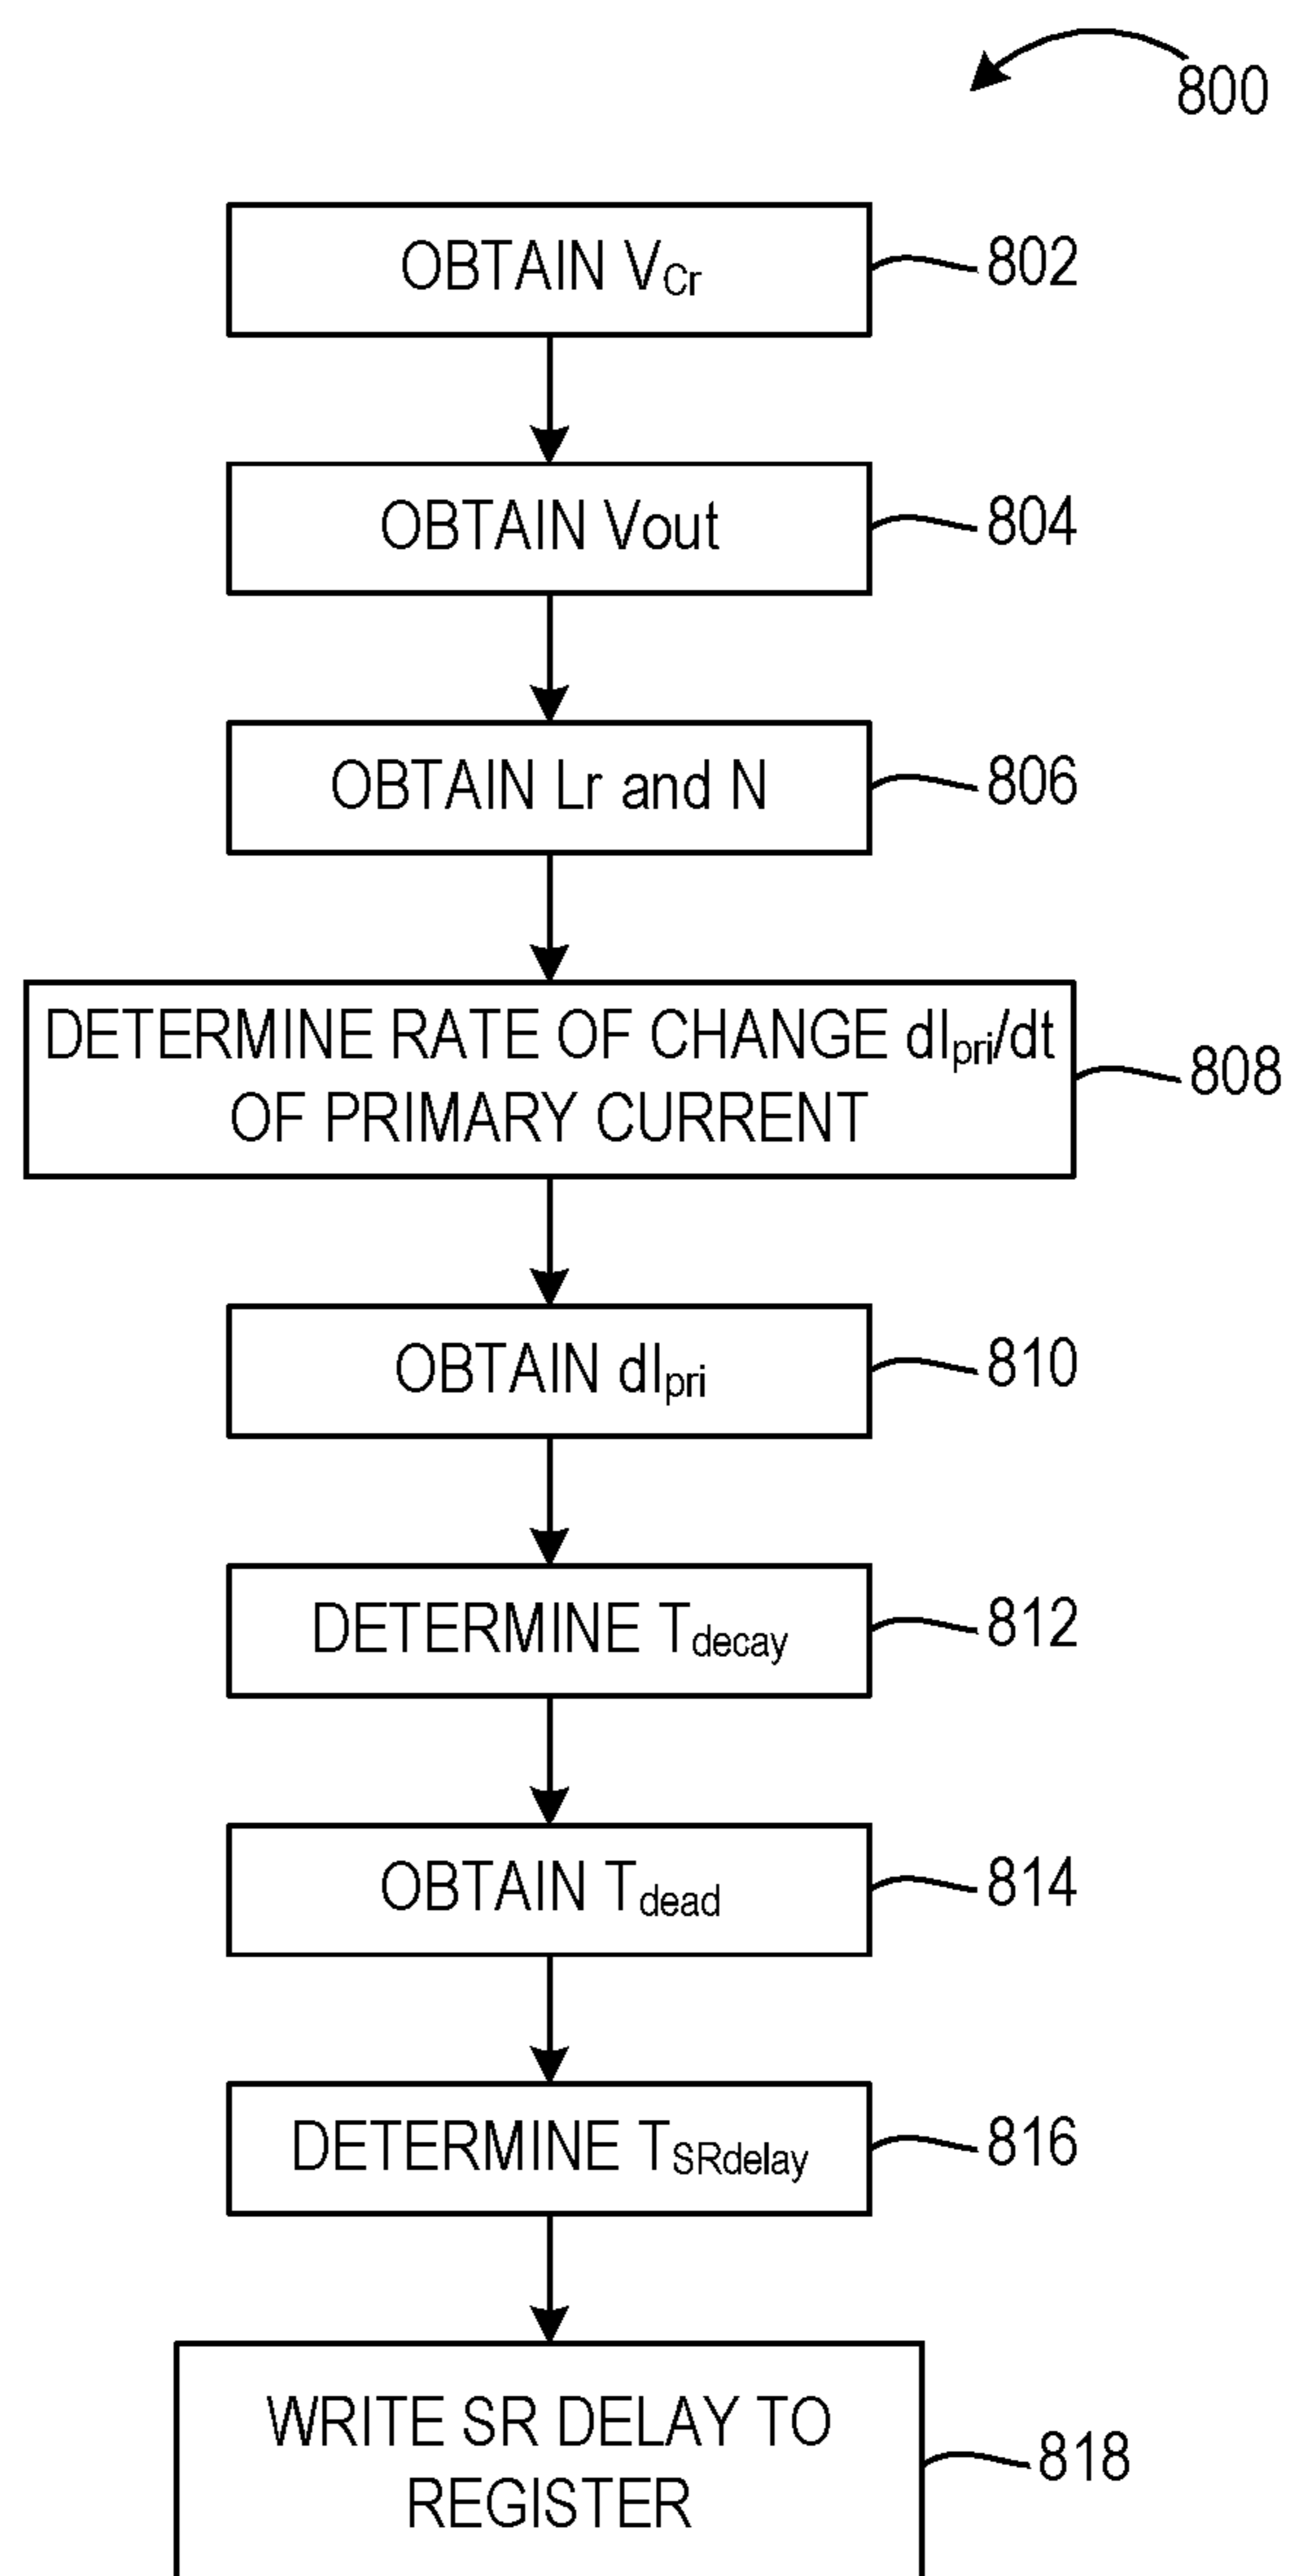 800
OBTAIN VCr
802
OBTAIN Vout
804
OBTAIN Lr and N
806
DETERMINE RATE OF CHANGE dIpri/dt
OF PRIMARY CURRENT
808
OBTAIN dIpri
810
DETERMINE Tdecay
812
OBTAIN Tdead
814
DETERMINE TSRdelay
816
WRITE SR DELAY TO
REGISTER
818